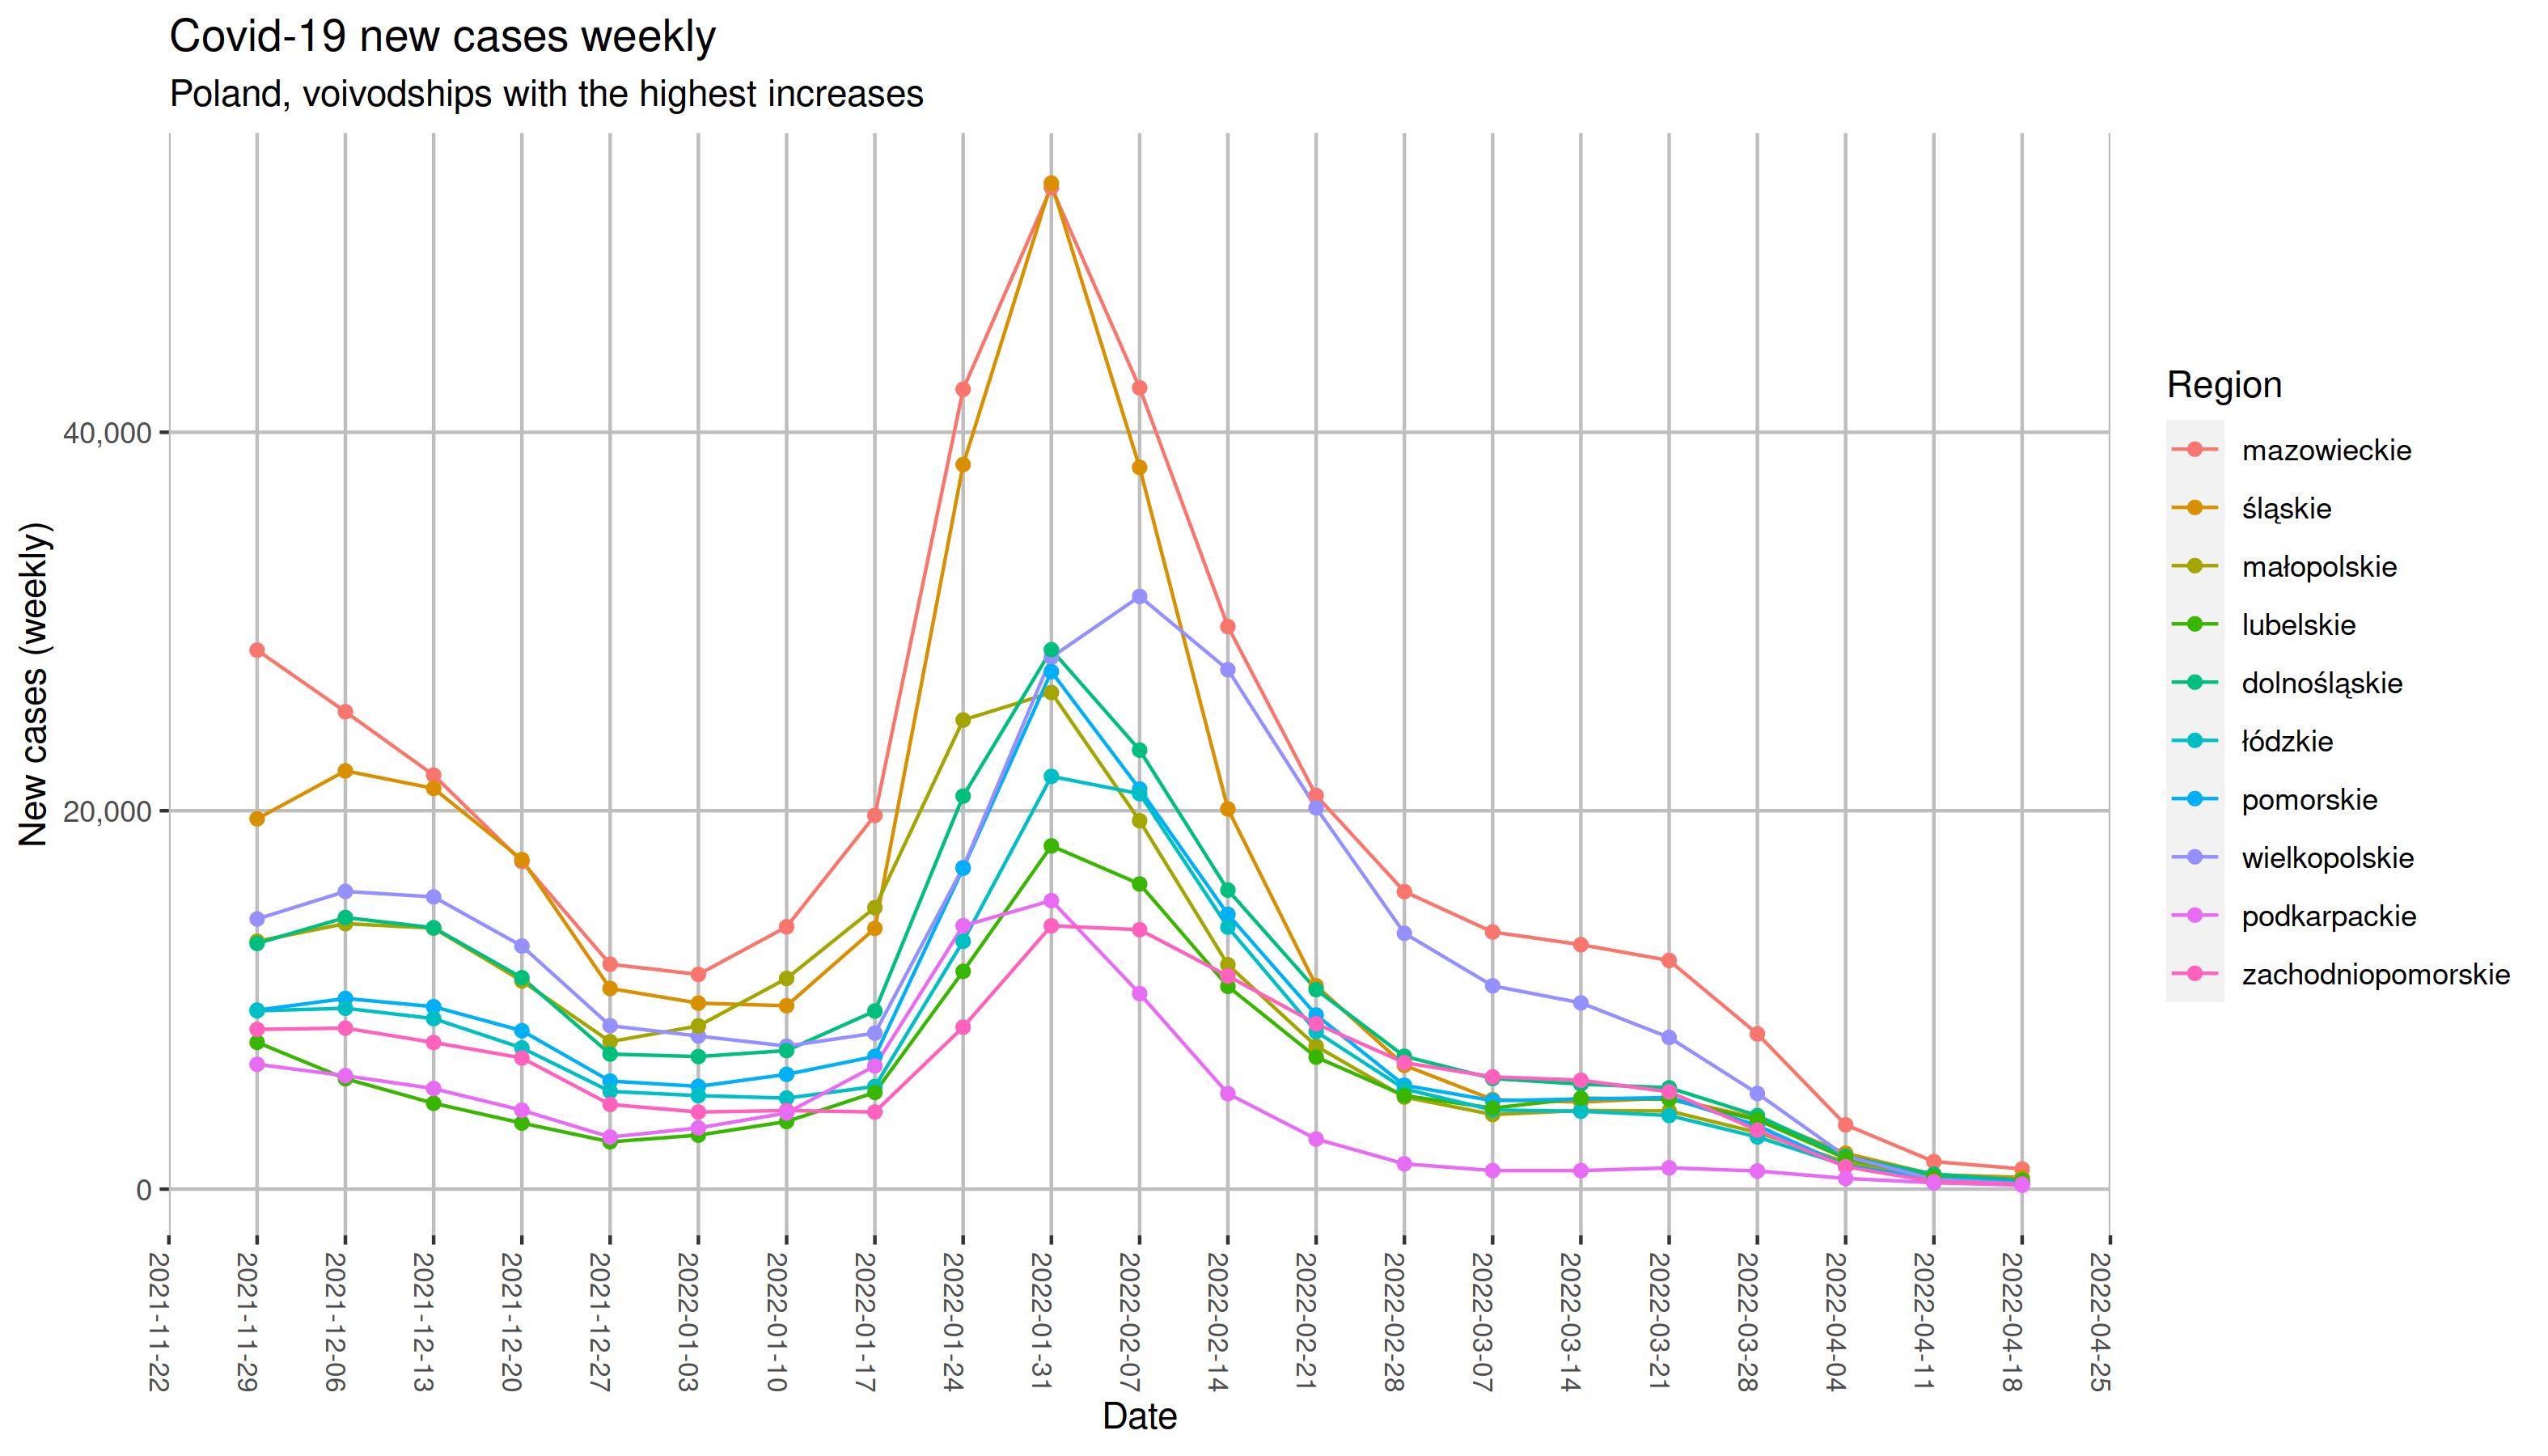 Covid-19 new cases weekly
Poland, voivodships with the highest increases
New cases (weekly)
40,000
20,000
0
2021-11-22
2021-11-29
2021-12-06
2021-12-13
2021-12-20
2021-12-27
2022-01-03
2022-01-10
2022-01-17
2022-01-24
2022-01-31
2022-02-07
2022-02-14
2022-02-21
2022-02-28
2022-03-07
2022-03-14
2022-03-21
2022-03-28
2022-04-04
2022-04-11
2022-04-18
2022-04-25
Date
Region
mazowieckie
śląskie
małopolskie
lubelskie
dolnośląskie
łódzkie
pomorskie
wielkopolskie
podkarpackie
zachodniopomorskie